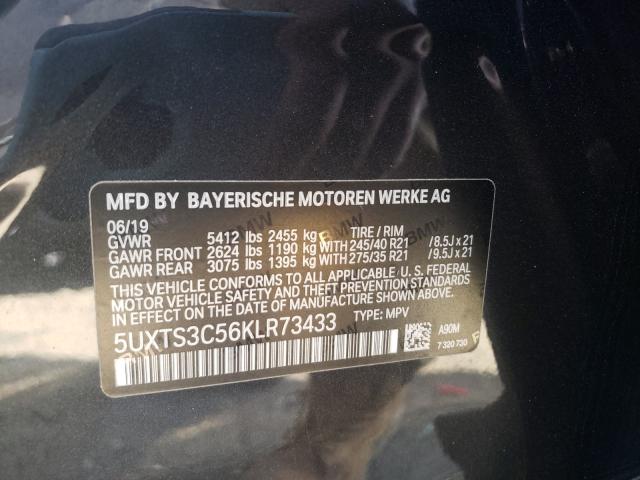 MFD BY BAYERISCHE MOTOREN WERKE AG
06/19
GVWR 5412 lbs 2455 kg TIRE / RIM
GAWR FRONT 2624 lbs 1190 kg WITH 245/40 R21 /8.5J x 21
GAWR REAR 3075 lbs 1395 kg WITH 275/35 R21 /9.5J x 21
THIS VEHICLE CONFORMS TO ALL APPLICABLE U.S. FEDERAL
MOTOR VEHICLE SAFETY, BUMPER, AND THEFT PREVENTION
STANDARDS IN EFFECT ON THE DATE OF
MANUFACTURE SHOWN ABOVE.
5UXTS3C56KLR73433 TYPE: MPV
A90M
7 320 730
BMW